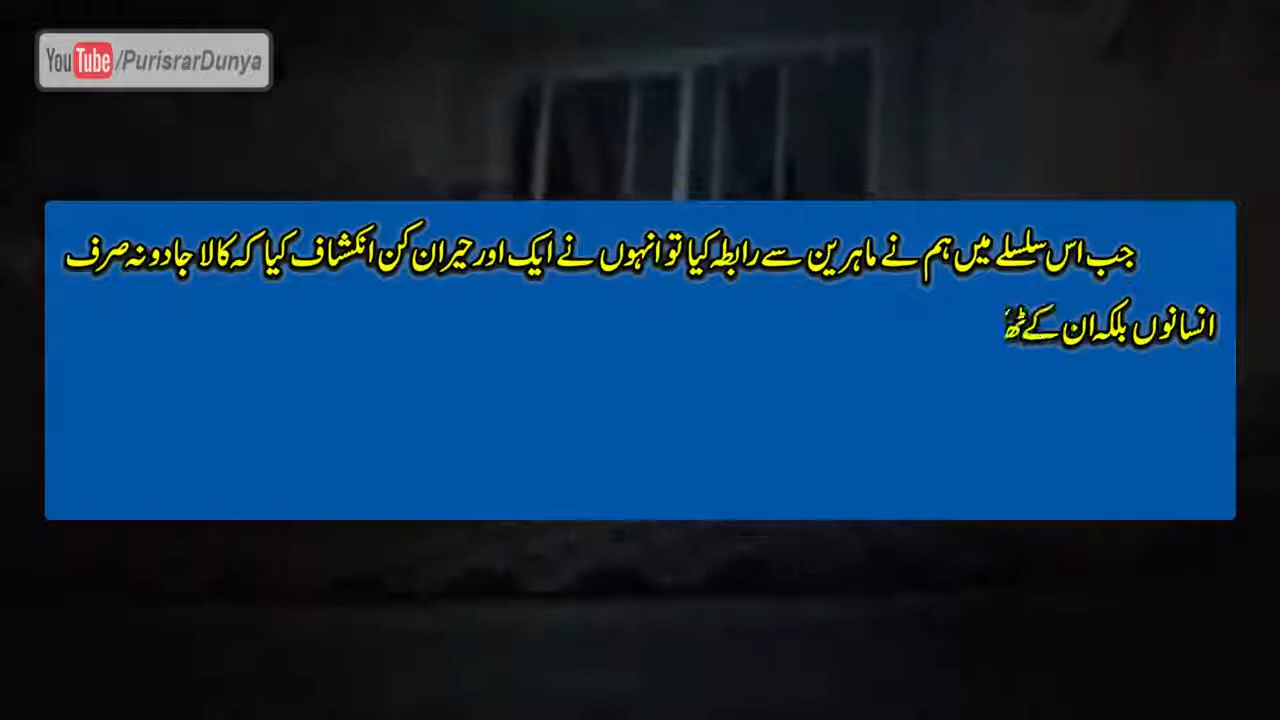 YouTube/PurisrarDunya
جب اس سلسلے میں ہم نے ماہرین سے رابطہ کیا تو انہوں نے ایک اور حیران کن انکشاف کیا کہ کالا جادو نہ صرف
انسانوں بلکہ ان کے